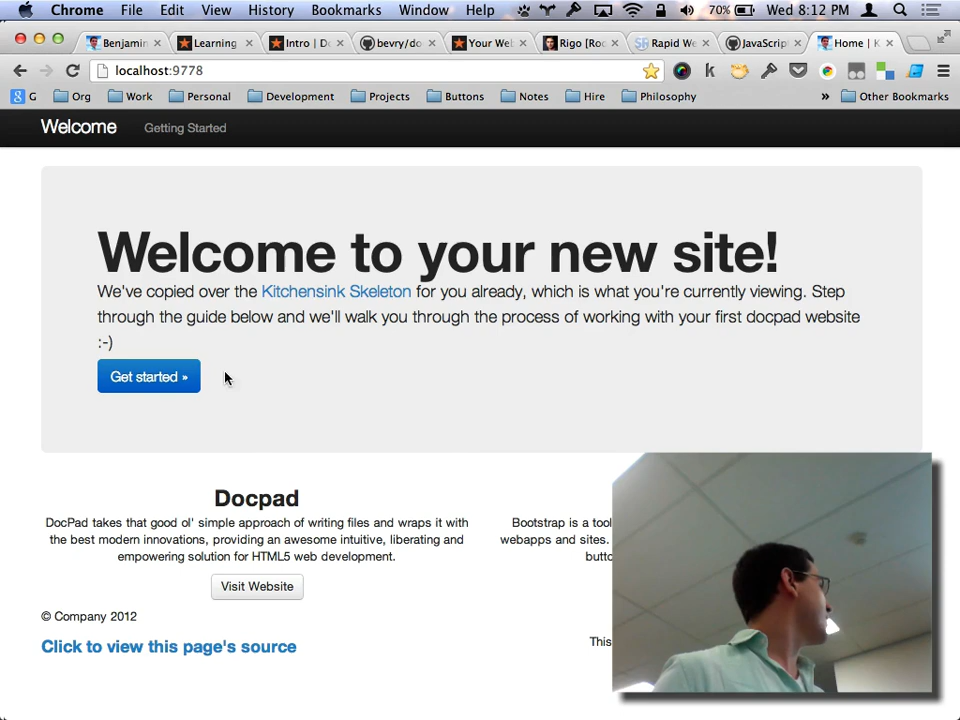 Chrome File Edit View History Bookmarks Window Help 70% Wed 8:12 PM
Benjamin Learning Intro | Do bevry/do Your Web Rigo [Roc Rapid We JavaScrip Home | K
localhost:9778
G Org Work Personal Development Projects Buttons Notes Hire Philosophy » Other Bookmarks
Welcome Getting Started
Welcome to your new site!
We've copied over the Kitchensink Skeleton for you already, which is what you're currently viewing. Step
through the guide below and we'll walk you through the process of working with your first docpad website
:-)
Get started »
Docpad
DocPad takes that good ol' simple approach of writing files and wraps it with
the best modern innovations, providing an awesome intuitive, liberating and
empowering solution for HTML5 web development.
Visit Website
Bootstrap is a tool
webapps and sites.
butto
© Company 2012
Click to view this page's source
This